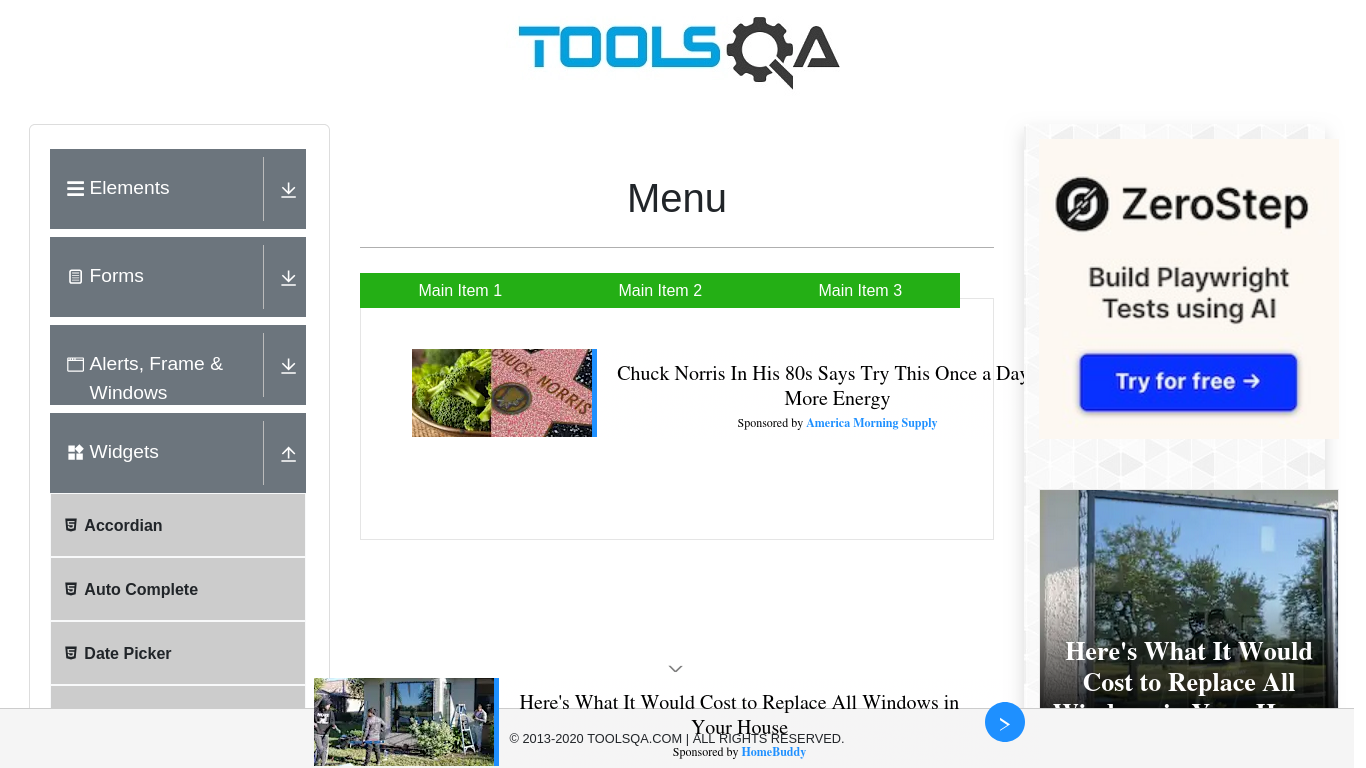 TOOLSQA
Elements
Forms
Alerts, Frame &
Windows
Widgets
Accordian
Auto Complete
Date Picker
Menu
Main Item 1
Main Item 2
Main Item 3
CHUCK NORRIS
Chuck Norris In His 80s Says Try This Once a Day
More Energy
Sponsored by America Morning Supply
ZeroStep
Build Playwright
Tests using AI
Try for free →
Here's What It Would
Cost to Replace All
Here's What It Would Cost to Replace All Windows in
Your House
© 2013-2020 TOOLSQA.COM | ALL RIGHTS RESERVED.
Sponsored by HomeBuddy